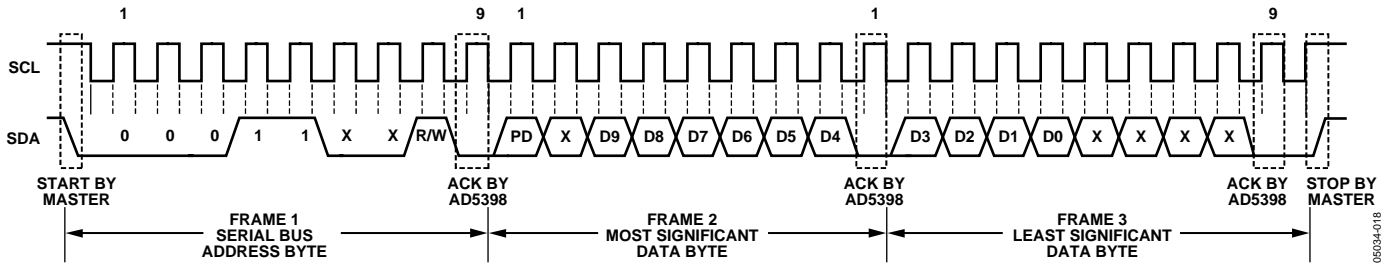 1 9 1 1 9
SCL
SDA 0 0 0 1 1 X X R/W PD X D9 D8 D7 D6 D5 D4 D3 D2 D1 D0 X X X X
START BY
MASTER
ACK BY
AD5398
ACK BY
AD5398
ACK BY
AD5398
STOP BY
MASTER
FRAME 1
SERIAL BUS
ADDRESS BYTE
FRAME 2
MOST SIGNIFICANT
DATA BYTE
FRAME 3
LEAST SIGNIFICANT
DATA BYTE
05034-018